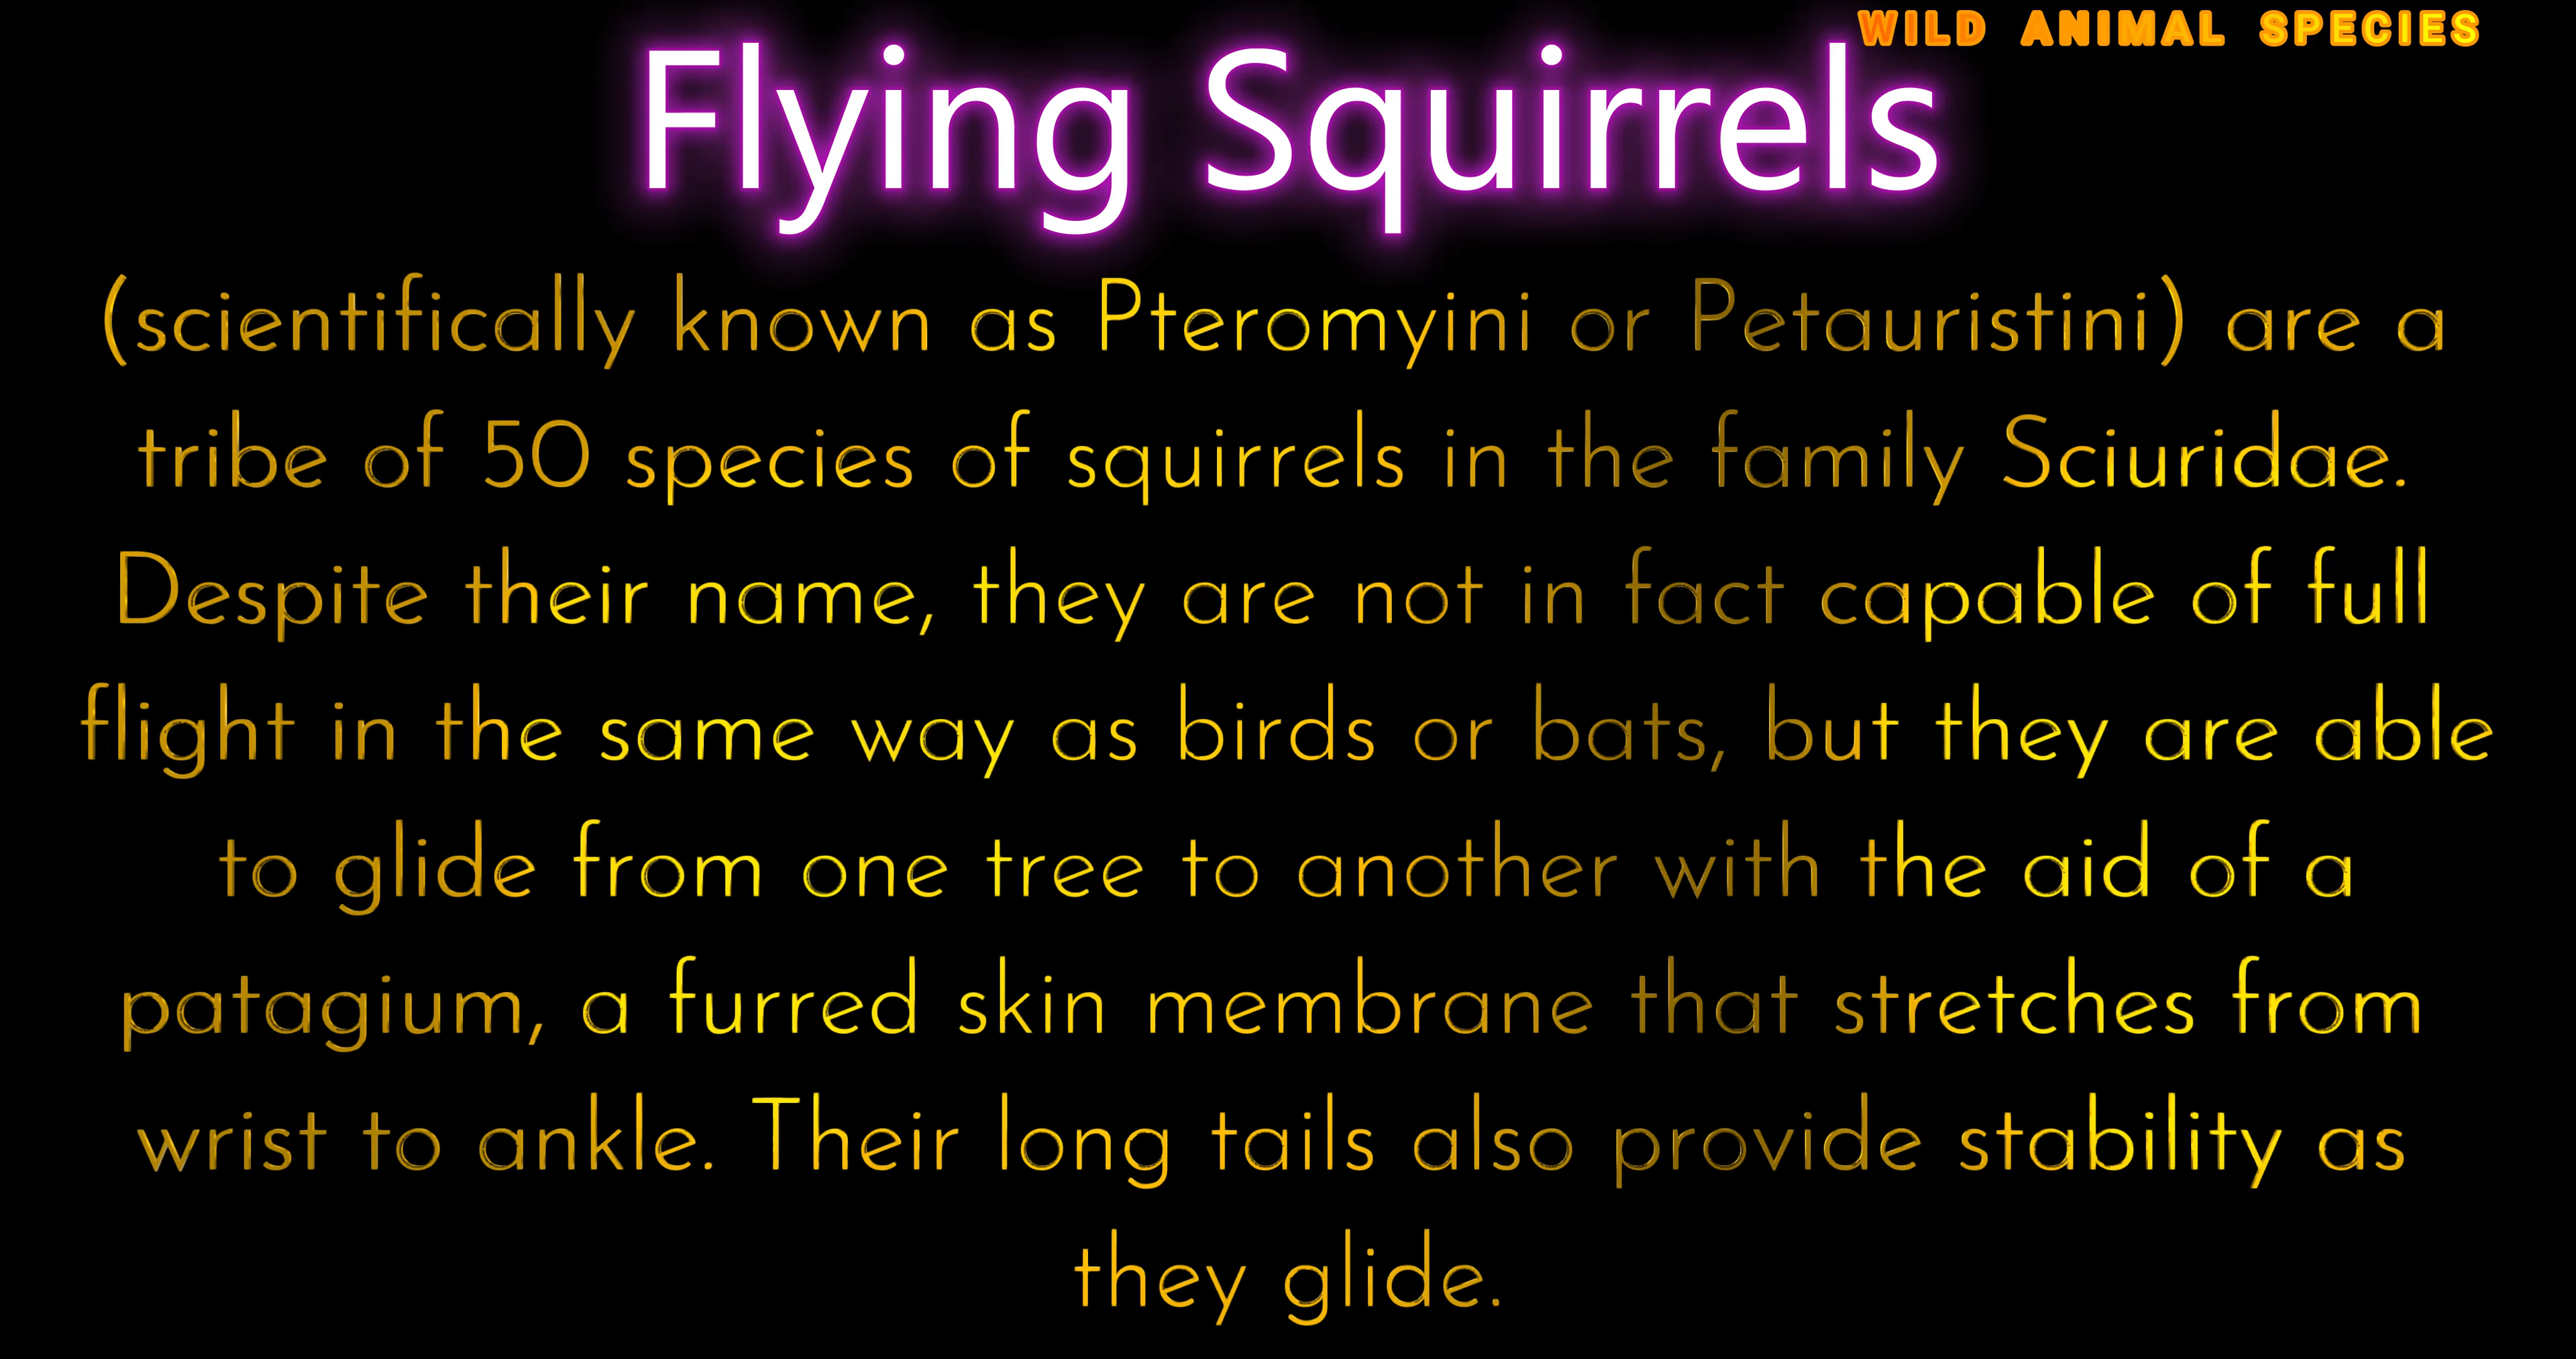 WILD ANIMAL SPECIES
Flying Squirrels
(scientifically known as Pteromyini or Petauristini) are a
tribe of 50 species of squirrels in the family Sciuridae.
Despite their name, they are not in fact capable of full
flight in the same way as birds or bats, but they are able
to glide from one tree to another with the aid of a
patagium, a furred skin membrane that stretches from
wrist to ankle. Their long tails also provide stability as
they glide.